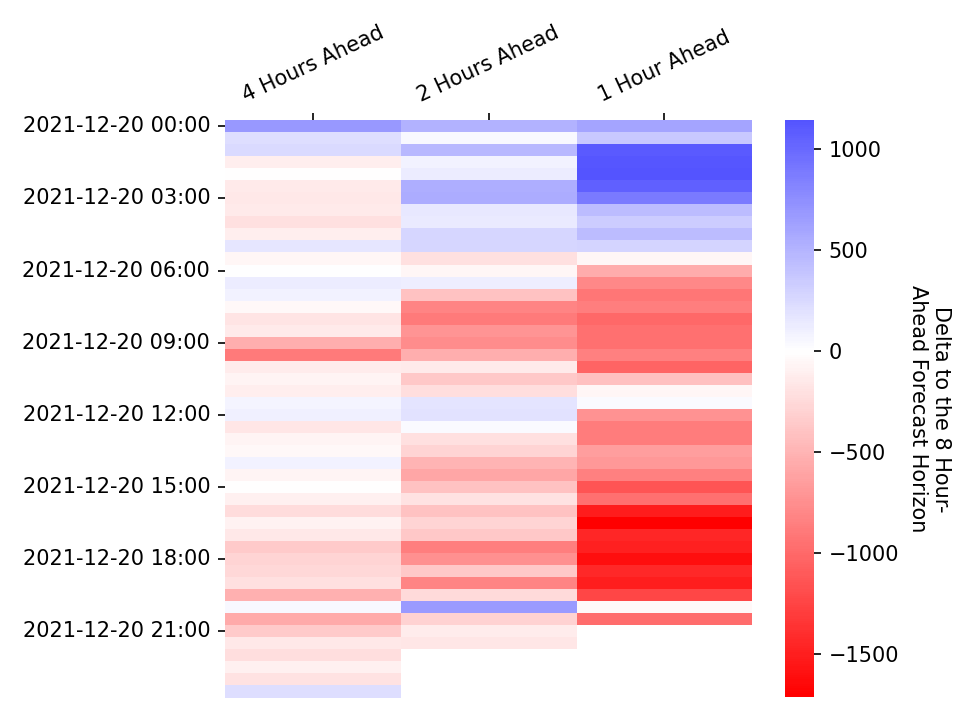 4 Hours Ahead
2 Hours Ahead
1 Hour Ahead
2021-12-20 00:00
2021-12-20 03:00
2021-12-20 06:00
2021-12-20 09:00
2021-12-20 12:00
2021-12-20 15:00
2021-12-20 18:00
2021-12-20 21:00
1000
500
0
−500
−1000
−1500
Delta to the 8 Hour-
Ahead Forecast Horizon